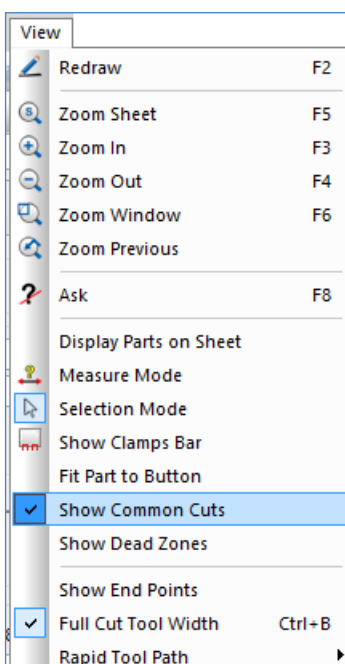 View
Redraw F2
Zoom Sheet F5
Zoom In F3
Zoom Out F4
Zoom Window F6
Zoom Previous
Ask F8
Display Parts on Sheet
Measure Mode
Selection Mode
Show Clamps Bar
Fit Part to Button
Show Common Cuts
Show Dead Zones
Show End Points
Full Cut Tool Width Ctrl+B
Rapid Tool Path